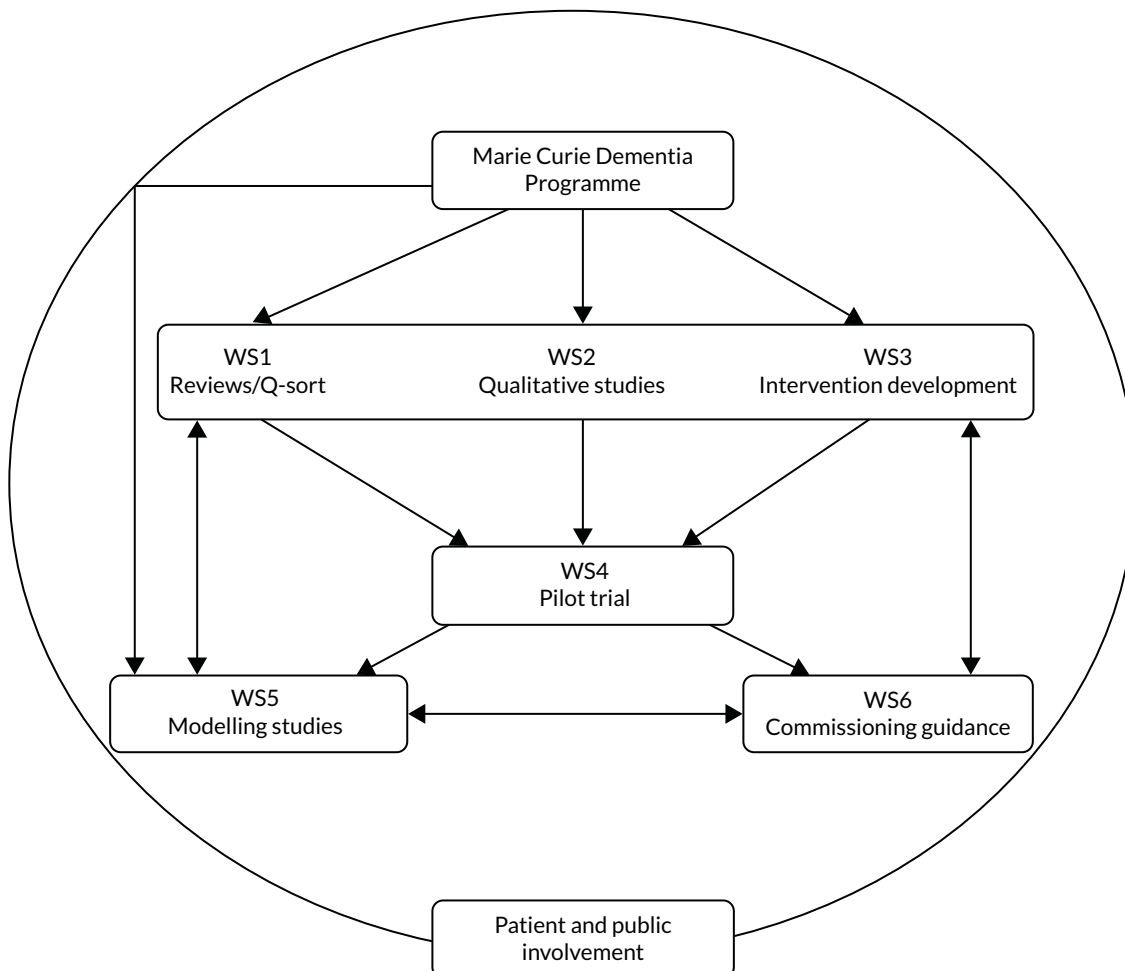 Marie Curie Dementia
Programme
WS1
Reviews/Q-sort
WS2
Qualitative studies
WS3
Intervention development
WS4
Pilot trial
WS5
Modelling studies
WS6
Commissioning guidance
Patient and public
involvement